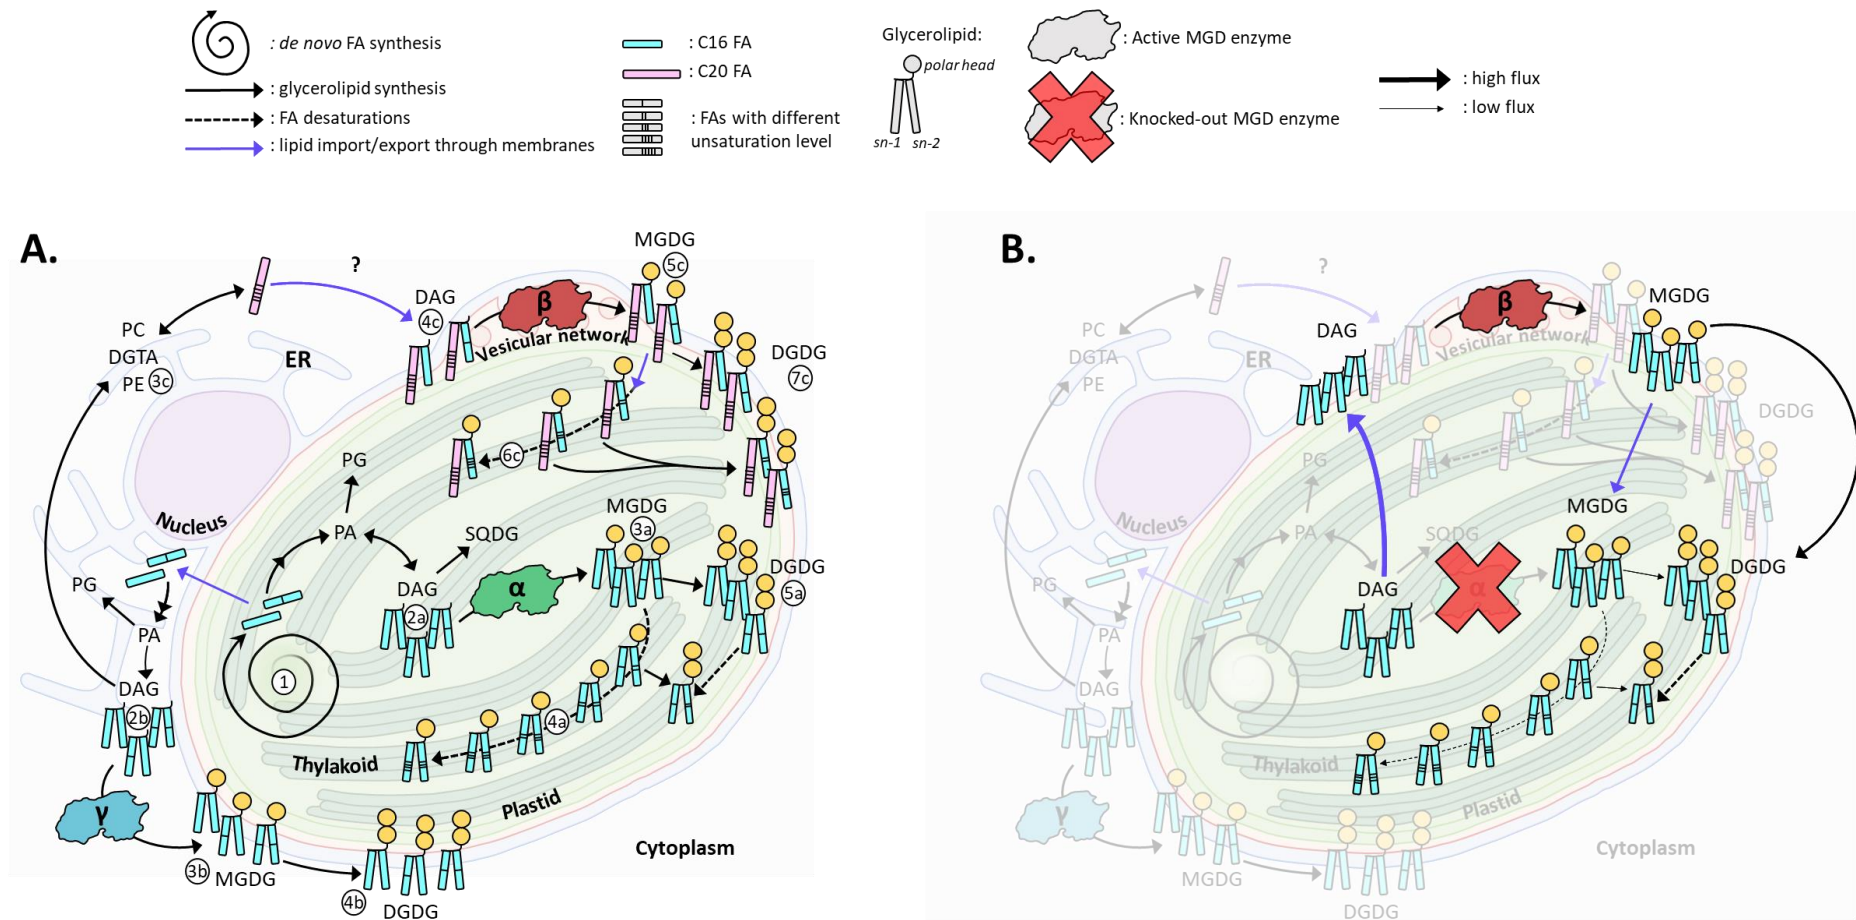 : de novo FA synthesis
: glycerolipid synthesis
: FA desaturations
: lipid import/export through membranes
: C16 FA
: C20 FA
: FAs with different
unsaturation level
Glycerolipid:
polar head
sn-1 sn-2
: Active MGD enzyme
: Knocked-out MGD enzyme
: high flux
: low flux
A.
MGDG
5c
?
DAG
4c
β
Vesicular network
PC
DGTA
PE 3c
ER
DGDG
7c
6c
PG
Nucleus
PA
SQDG
MGDG
3a
PG
DAG
2a
α
DGDG
5a
PA
1
DAG
2b
4a
Thylakoid
Plastid
γ
Cytoplasm
3b MGDG
4b
DGDG
B.
?
β
MGDG
DAG
Vesicular network
PC
DGTA
PE
ER
DGDG
PG
MGDG
Nucleus
PA
SQDG
PG
DAG
α
DGDG
PA
DAG
Thylakoid
Plastid
γ
Cytoplasm
MGDG
DGDG